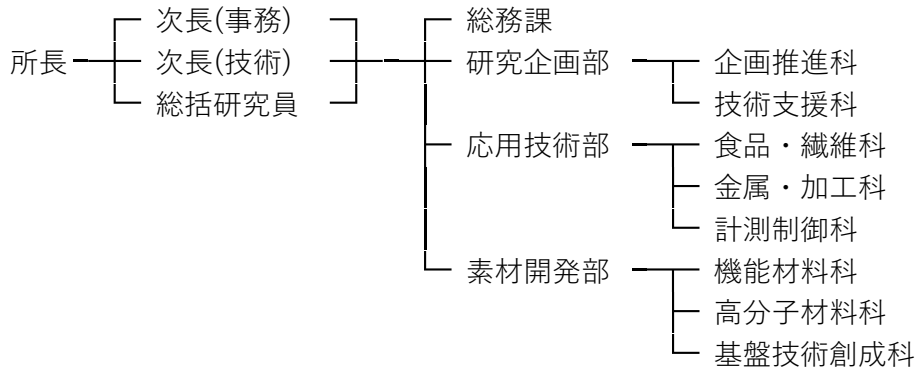 次長(事務) 総務課
所長 次長(技術) 研究企画部 企画推進科
総括研究員 技術支援科
応用技術部 食品・繊維科
金属・加工科
計測制御科
素材開発部 機能材料科
高分子材料科
基盤技術創成科